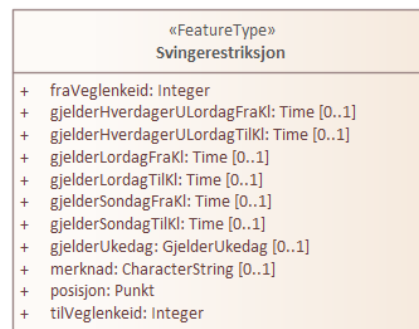 «FeatureType»
Svingerestriksjon
+ fraVeglenkeid: Integer
+ gjelderHverdagerULordagFraKl: Time [0..1]
+ gjelderHverdagerULordagTilKl: Time [0..1]
+ gjelderLordagFraKl: Time [0..1]
+ gjelderLordagTilKl: Time [0..1]
+ gjelderSondagFraKl: Time [0..1]
+ gjelderSondagTilKl: Time [0..1]
+ gjelderUkedag: GjelderUkedag [0..1]
+ merknad: CharacterString [0..1]
+ posisjon: Punkt
+ tilVeglenkeid: Integer